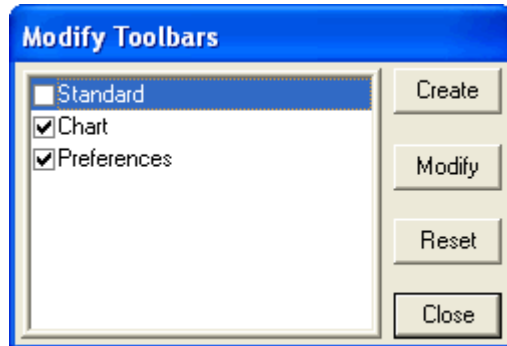 Modify Toolbars
Standard
Chart
Preferences
Create
Modify
Reset
Close